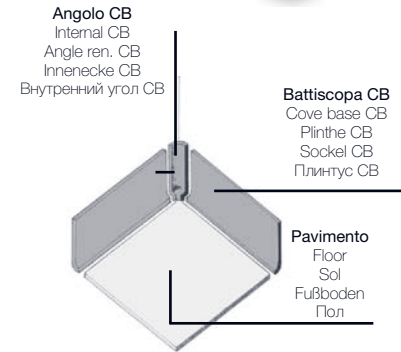 Angolo CB
Internal CB
Angle ren. CB
Innenecke CB
Внутренний угол CB
Battiscopa CB
Cove base CB
Plinthe CB
Sockel CB
Плинтус CB
Pavimento
Floor
Sol
Fußboden
Пол